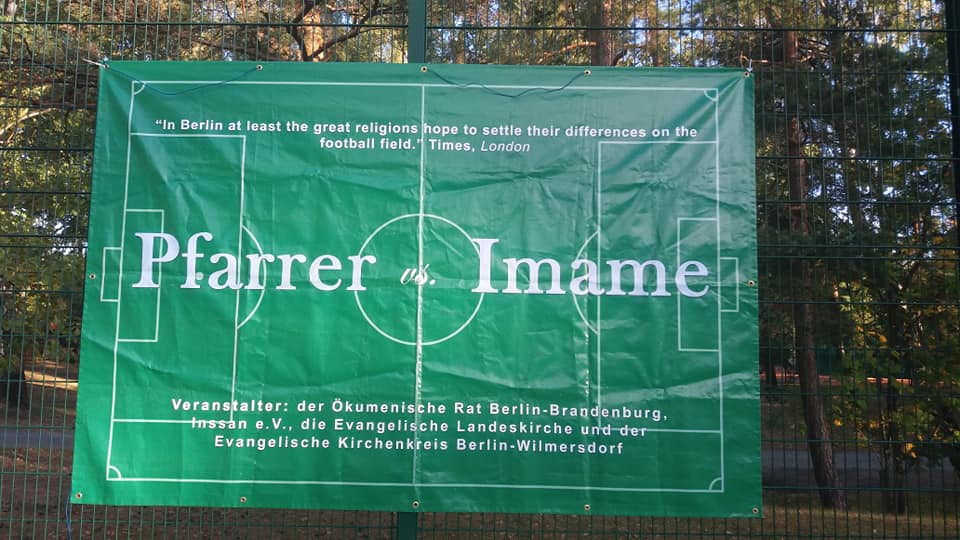 “In Berlin at least the great religions hope to settle their differences on the
football field.” Times, London
Pfarrer vs. Imame
Veranstalter: der Ökumenische Rat Berlin-Brandenburg,
Inssan e.V., die Evangelische Landeskirche und der
Evangelische Kirchenkreis Berlin-Wilmersdorf